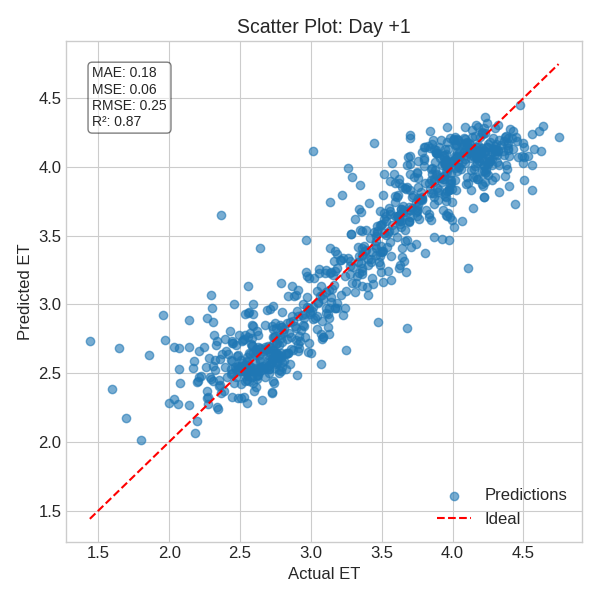 Scatter Plot: Day +1
MAE: 0.18
MSE: 0.06
RMSE: 0.25
R²: 0.87
4.5
4.0
3.5
3.0
2.5
2.0
1.5
Predicted ET
Predictions
Ideal
1.5 2.0 2.5 3.0 3.5 4.0 4.5
Actual ET